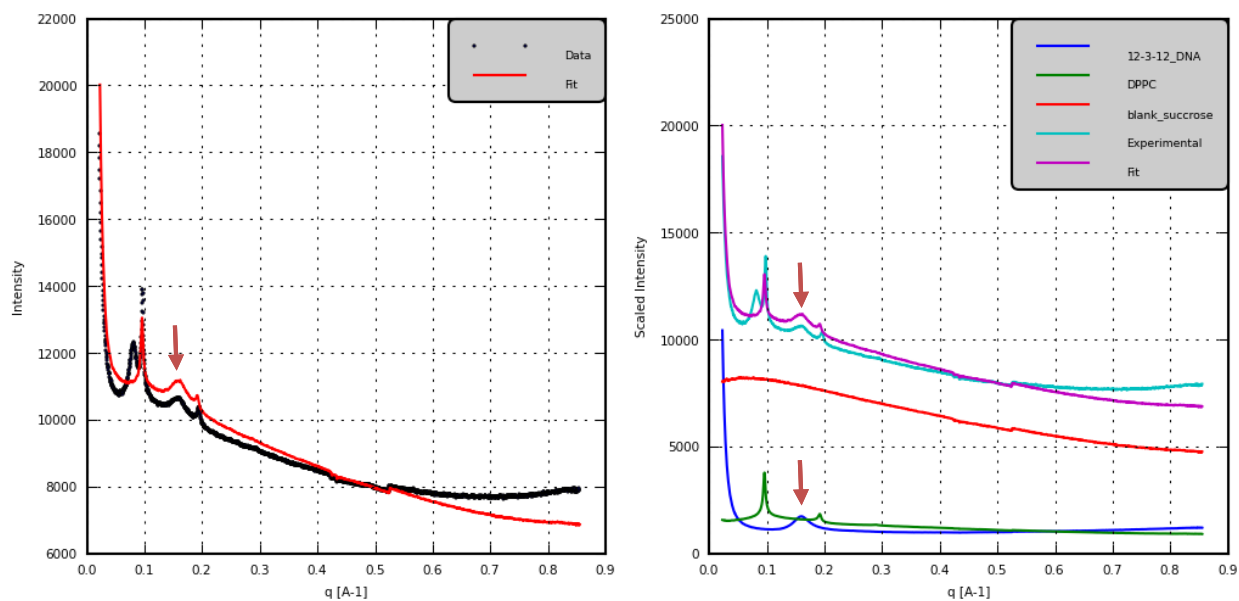 22000
20000
18000
16000
14000
12000
10000
8000
6000
Intensity
0.0 0.1 0.2 0.3 0.4 0.5 0.6 0.7 0.8 0.9
q [A-1]
Data
Fit
25000
20000
15000
10000
5000
0
Scaled Intensity
0.0 0.1 0.2 0.3 0.4 0.5 0.6 0.7 0.8 0.9
q [A-1]
12-3-12_DNA
DPPC
blank_succrose
Experimental
Fit